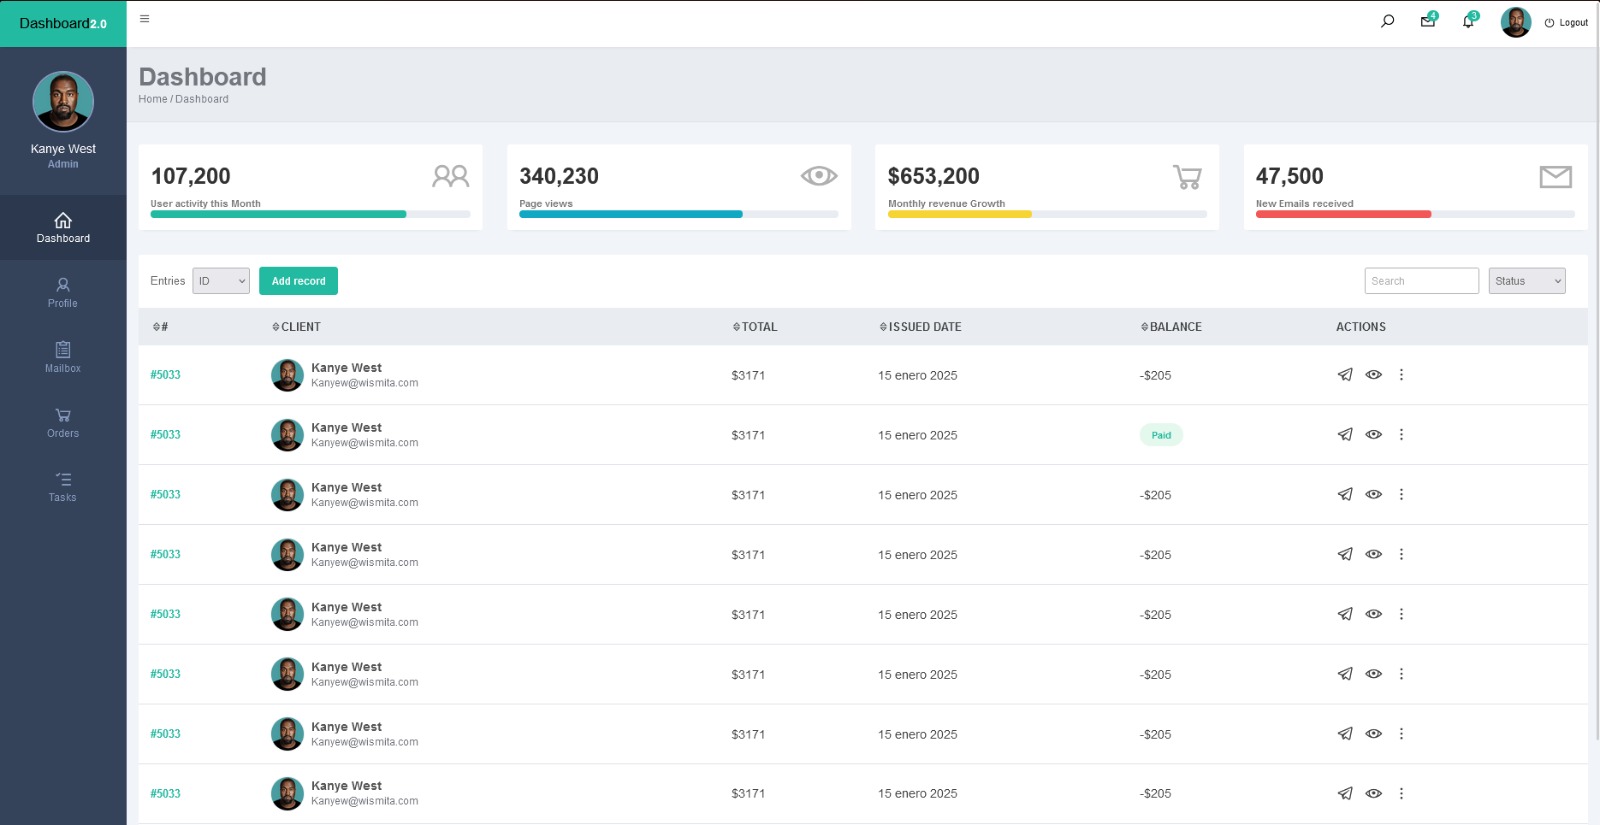 Dashboard2.0
4
3
Logout
Kanye West
Admin
Dashboard
Profile
Mailbox
Orders
Tasks
Dashboard
Home / Dashboard
107,200
User activity this Month
340,230
Page views
$653,200
Monthly revenue Growth
47,500
New Emails received
Entries ID Add record Search Status
# CLIENT TOTAL ISSUED DATE BALANCE ACTIONS
#5033 Kanye West $3171 15 enero 2025 -$205
Kanyew@wismita.com
#5033 Kanye West $3171 15 enero 2025 Paid
Kanyew@wismita.com
#5033 Kanye West $3171 15 enero 2025 -$205
Kanyew@wismita.com
#5033 Kanye West $3171 15 enero 2025 -$205
Kanyew@wismita.com
#5033 Kanye West $3171 15 enero 2025 -$205
Kanyew@wismita.com
#5033 Kanye West $3171 15 enero 2025 -$205
Kanyew@wismita.com
#5033 Kanye West $3171 15 enero 2025 -$205
Kanyew@wismita.com
#5033 Kanye West $3171 15 enero 2025 -$205
Kanyew@wismita.com